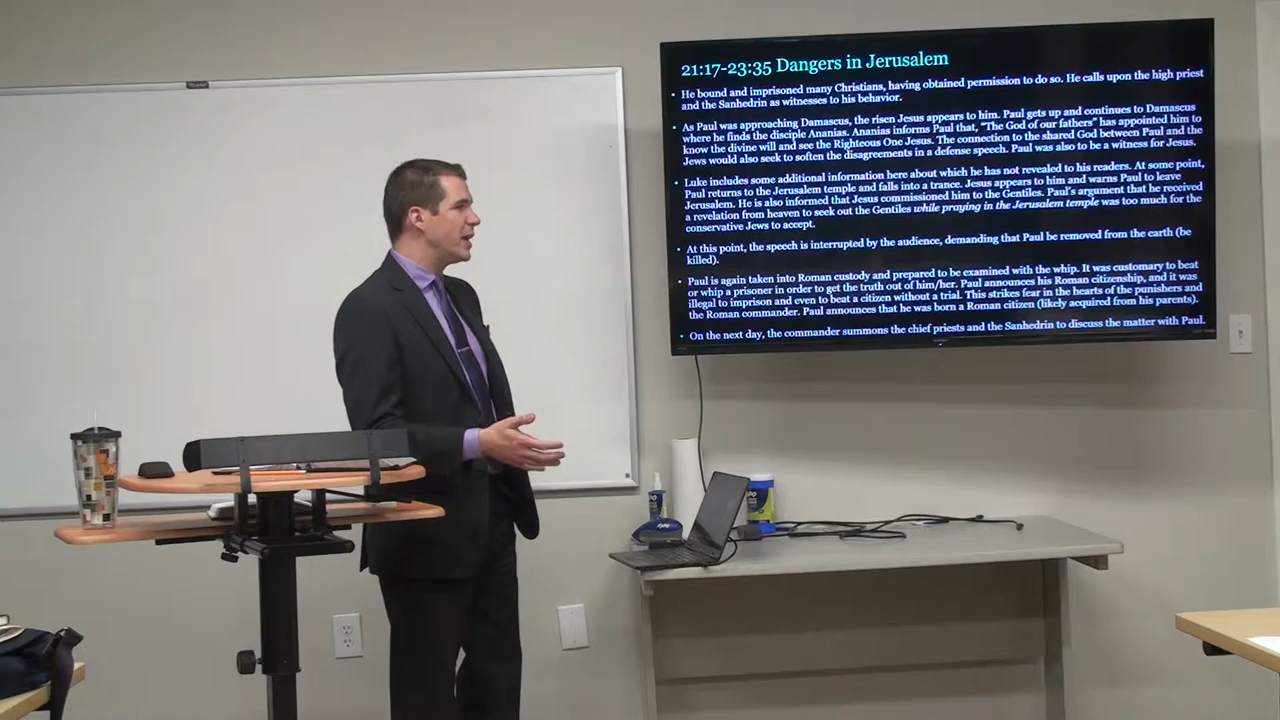 21:17-23:35 Dangers in Jerusalem
• He bound and imprisoned many Christians, having obtained permission to do so. He calls upon the high priest
and the Sanhedrin as witnesses to his behavior.
• As Paul was approaching Damascus, the risen Jesus appears to him. Paul gets up and continues to Damascus
where he finds the disciple Ananias. Ananias informs Paul that, “The God of our fathers” has appointed him to
know the divine will and see the Righteous One Jesus. The connection to the shared God between Paul and the
Jews would also seek to soften the disagreements in a defense speech. Paul was also to be a witness for Jesus.
• Luke includes some additional information here about which he has not revealed to his readers. At some point,
Paul returns to the Jerusalem temple and falls into a trance. Jesus appears to him and warns Paul to leave
Jerusalem. He is also informed that Jesus commissioned him to the Gentiles. Paul's argument that he received
a revelation from heaven to seek out the Gentiles while praying in the Jerusalem temple was too much for the
conservative Jews to accept.
• At this point, the speech is interrupted by the audience, demanding that Paul be removed from the earth (be
killed).
• Paul is again taken into Roman custody and prepared to be examined with the whip. It was customary to beat
or whip a prisoner in order to get the truth out of him/her. Paul announces his Roman citizenship, and it was
illegal to imprison and even to beat a citizen without a trial. This strikes fear in the hearts of the punishers and
the Roman commander. Paul announces that he was born a Roman citizen (likely acquired from his parents).
• On the next day, the commander summons the chief priests and the Sanhedrin to discuss the matter with Paul.